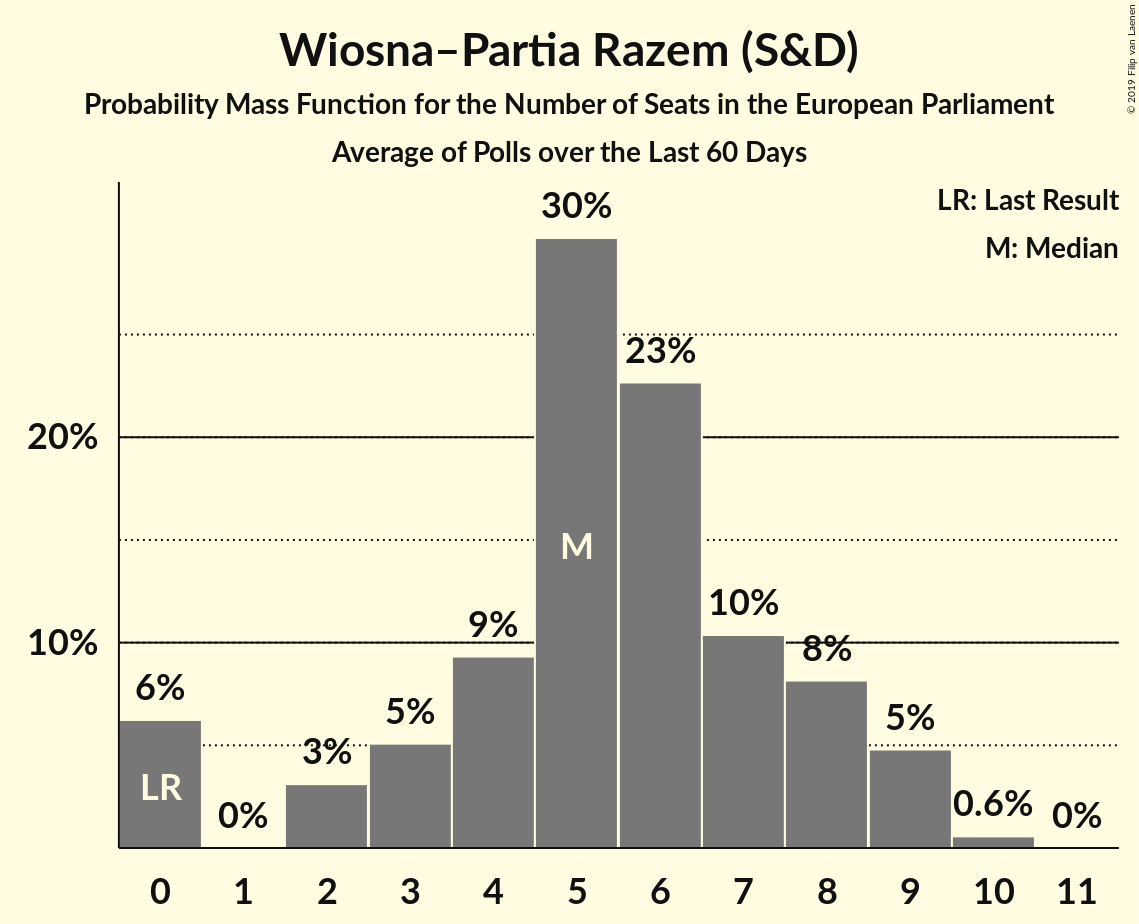 Wiosna–Partia Razem (S&D)
Probability Mass Function for the Number of Seats in the European Parliament
Average of Polls over the Last 60 Days
© 2019 Filip van Laenen
LR: Last Result
M: Median
30%
23%
20%
M
10%
9%
10%
8%
6%
5%
5%
3%
LR
0%
0.6%
0%
0 1 2 3 4 5 6 7 8 9 10 11